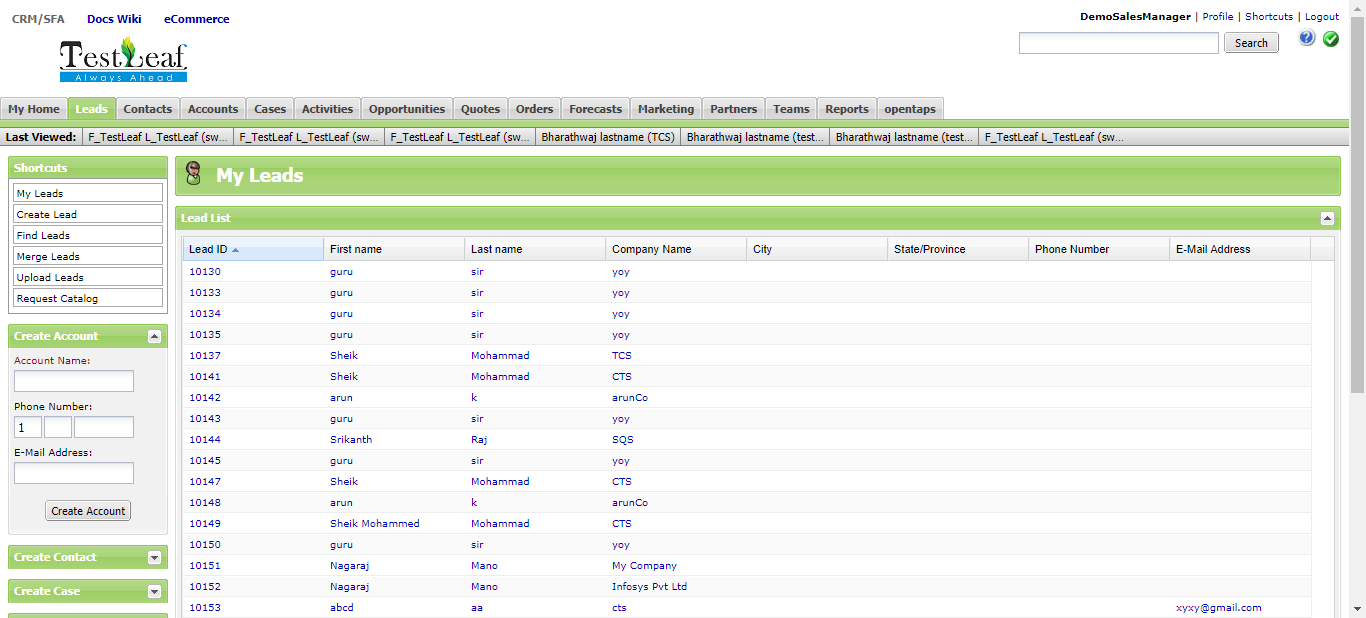 CRM/SFA Docs Wiki eCommerce
DemoSalesManager | Profile | Shortcuts | Logout
TestLeaf
Always Ahead
Search
My Home Leads Contacts Accounts Cases Activities Opportunities Quotes Orders Forecasts Marketing Partners Teams Reports opentaps
Last Viewed: F_TestLeaf L_TestLeaf (sw... F_TestLeaf L_TestLeaf (sw... F_TestLeaf L_TestLeaf (sw... Bharathwaj lastname (TCS) Bharathwaj lastname (test... Bharathwaj lastname (test... F_TestLeaf L_TestLeaf (sw...
Shortcuts
My Leads
Create Lead
Find Leads
Merge Leads
Upload Leads
Request Catalog
Create Account
Account Name:
Phone Number:
1
E-Mail Address:
Create Account
Create Contact
Create Case
My Leads
Lead List
Lead ID First name Last name Company Name City State/Province Phone Number E-Mail Address
10130 guru sir yoy
10133 guru sir yoy
10134 guru sir yoy
10135 guru sir yoy
10137 Sheik Mohammad TCS
10141 Sheik Mohammad CTS
10142 arun k arunCo
10143 guru sir yoy
10144 Srikanth Raj SQS
10145 guru sir yoy
10147 Sheik Mohammad CTS
10148 arun k arunCo
10149 Sheik Mohammed Mohammad CTS
10150 guru sir yoy
10151 Nagaraj Mano My Company
10152 Nagaraj Mano Infosys Pvt Ltd
10153 abcd aa cts xyxy@gmail.com